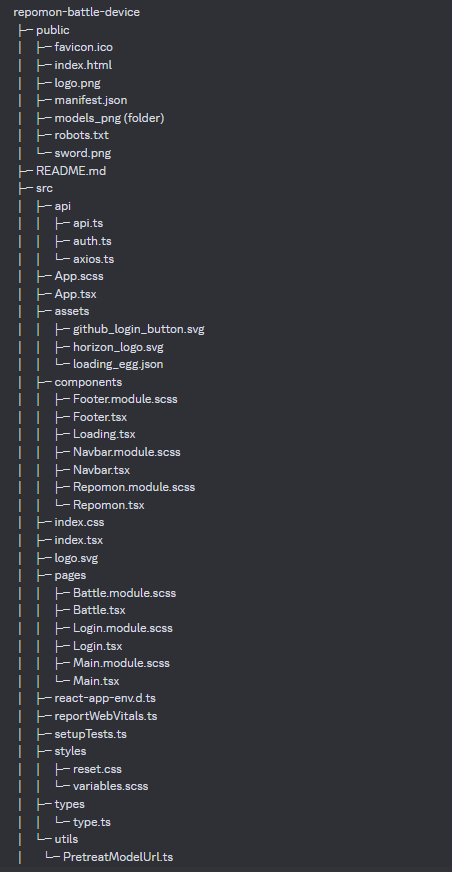 repomon-battle-device
├─ public
│  ├─ favicon.ico
│  ├─ index.html
│  ├─ logo.png
│  ├─ manifest.json
│  ├─ models_png (folder)
│  ├─ robots.txt
│  └─ sword.png
├─ README.md
├─ src
│  ├─ api
│  │  ├─ api.ts
│  │  ├─ auth.ts
│  │  └─ axios.ts
│  ├─ App.scss
│  ├─ App.tsx
│  ├─ assets
│  │  ├─ github_login_button.svg
│  │  ├─ horizon_logo.svg
│  │  └─ loading_egg.json
│  ├─ components
│  │  ├─ Footer.module.scss
│  │  ├─ Footer.tsx
│  │  ├─ Loading.tsx
│  │  ├─ Navbar.module.scss
│  │  ├─ Navbar.tsx
│  │  ├─ Repomon.module.scss
│  │  └─ Repomon.tsx
│  ├─ index.css
│  ├─ index.tsx
│  ├─ logo.svg
│  ├─ pages
│  │  ├─ Battle.module.scss
│  │  ├─ Battle.tsx
│  │  ├─ Login.module.scss
│  │  ├─ Login.tsx
│  │  ├─ Main.module.scss
│  │  └─ Main.tsx
│  ├─ react-app-env.d.ts
│  ├─ reportWebVitals.ts
│  ├─ setupTests.ts
│  ├─ styles
│  │  ├─ reset.css
│  │  └─ variables.scss
│  ├─ types
│  │  └─ type.ts
│  └─ utils
│     └─ PretreatModelUrl.ts